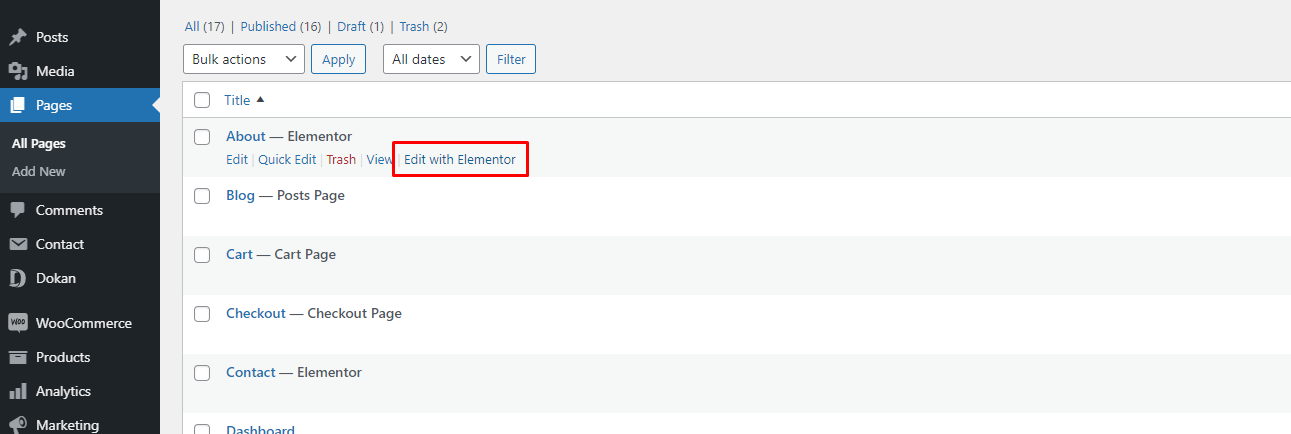 Posts
Media
Pages
All Pages
Add New
Comments
Contact
Dokan
WOO WooCommerce
Products
Analytics
Marketing
All (17) | Published (16) | Draft (1) | Trash (2)
Bulk actions Apply All dates Filter
Title
About — Elementor
Edit | Quick Edit | Trash | View | Edit with Elementor
Blog — Posts Page
Cart — Cart Page
Checkout — Checkout Page
Contact — Elementor
Dashboard